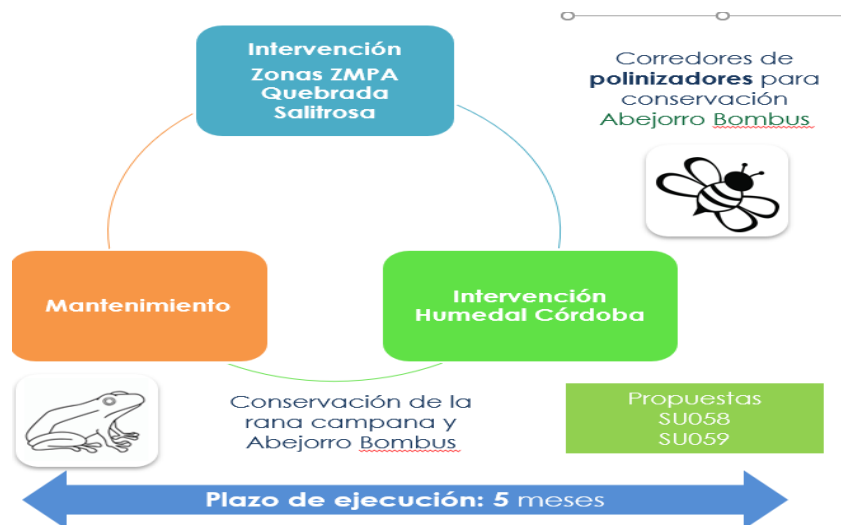 Intervención
Zonas ZMPA
Quebrada
Salitrosa
Corredores de
polinizadores para
conservación
Abejorro Bombus
Mantenimiento
Intervención
Humedal Córdoba
Conservación de la
rana campana y
Abejorro Bombus
Propuestas
SU058
SU059
Plazo de ejecución: 5 meses